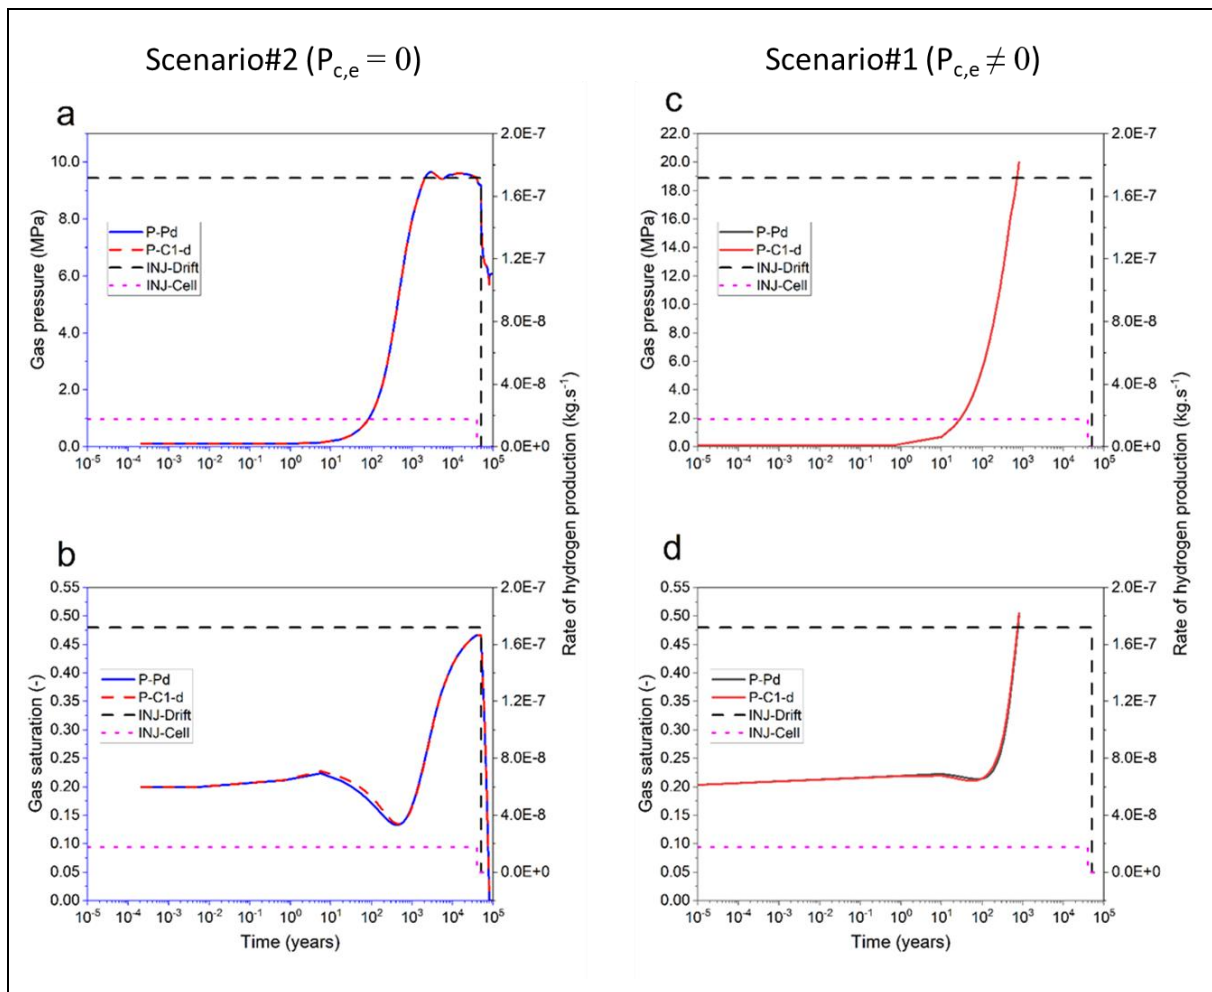 Scenario#2 (Pc,e = 0)
Scenario#1 (Pc,e ≠ 0)
a
Gas pressure (MPa)
10.0
8.0
6.0
4.0
2.0
0.0
P-Pd
P-C1-d
INJ-Drift
INJ-Cell
2.0E-7
1.6E-7
1.2E-7
8.0E-8
4.0E-8
0.0E+0
10-5 10-4 10-3 10-2 10-1 100 101 102 103 104 105
c
Gas pressure (MPa)
22.0
20.0
18.0
16.0
14.0
12.0
10.0
8.0
6.0
4.0
2.0
0.0
P-Pd
P-C1-d
INJ-Drift
INJ-Cell
2.0E-7
1.6E-7
1.2E-7
8.0E-8
4.0E-8
0.0E+0
10-5 10-4 10-3 10-2 10-1 100 101 102 103 104 105
Rate of hydrogen production (kg.s-1)
Rate of hydrogen production (kg.s-1)
b
Gas saturation (-)
0.55
0.50
0.45
0.40
0.35
0.30
0.25
0.20
0.15
0.10
0.05
0.00
P-Pd
P-C1-d
INJ-Drift
INJ-Cell
2.0E-7
1.6E-7
1.2E-7
8.0E-8
4.0E-8
0.0E+0
10-5 10-4 10-3 10-2 10-1 100 101 102 103 104 105
Time (years)
d
Gas saturation (-)
0.55
0.50
0.45
0.40
0.35
0.30
0.25
0.20
0.15
0.10
0.05
0.00
P-Pd
P-C1-d
INJ-Drift
INJ-Cell
2.0E-7
1.6E-7
1.2E-7
8.0E-8
4.0E-8
0.0E+0
10-5 10-4 10-3 10-2 10-1 100 101 102 103 104 105
Time (years)